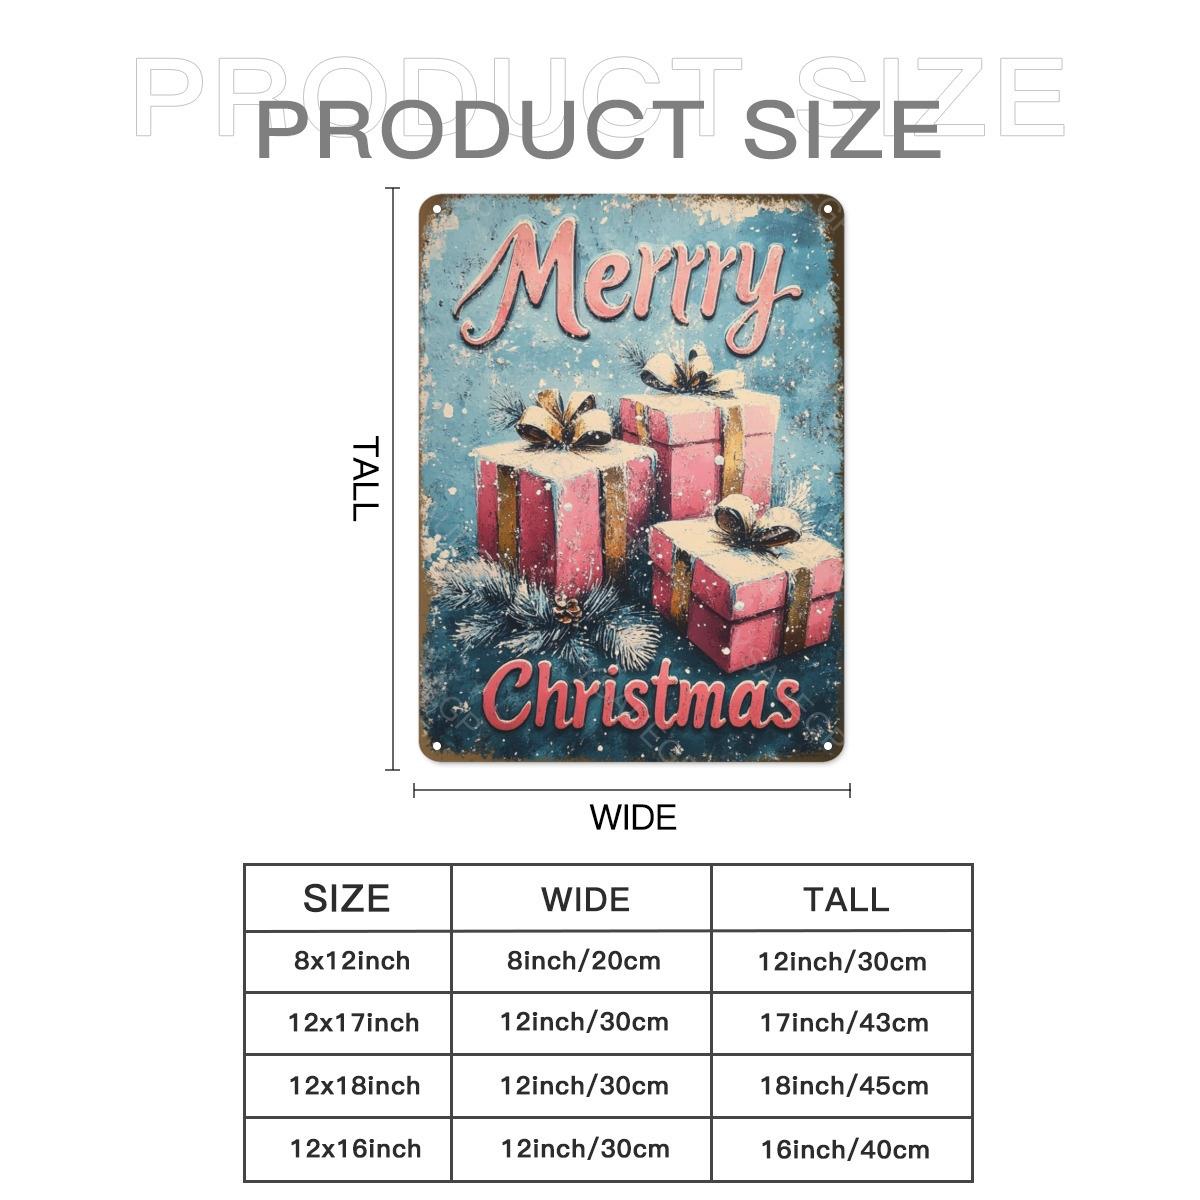 PRODUCT SIZE
PRODUCT SIZE
Merrry
Christmas
TALL
WIDE
SIZE WIDE TALL
8x12inch 8inch/20cm 12inch/30cm
12x17inch 12inch/30cm 17inch/43cm
12x18inch 12inch/30cm 18inch/45cm
12x16inch 12inch/30cm 16inch/40cm